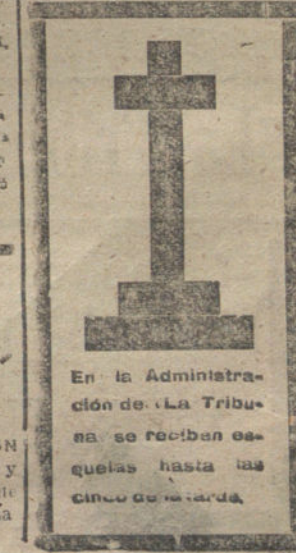 En la Administra-
ción de «La Tribu-
na se reciben es-
quelas hasta las
cinco de la tarde.